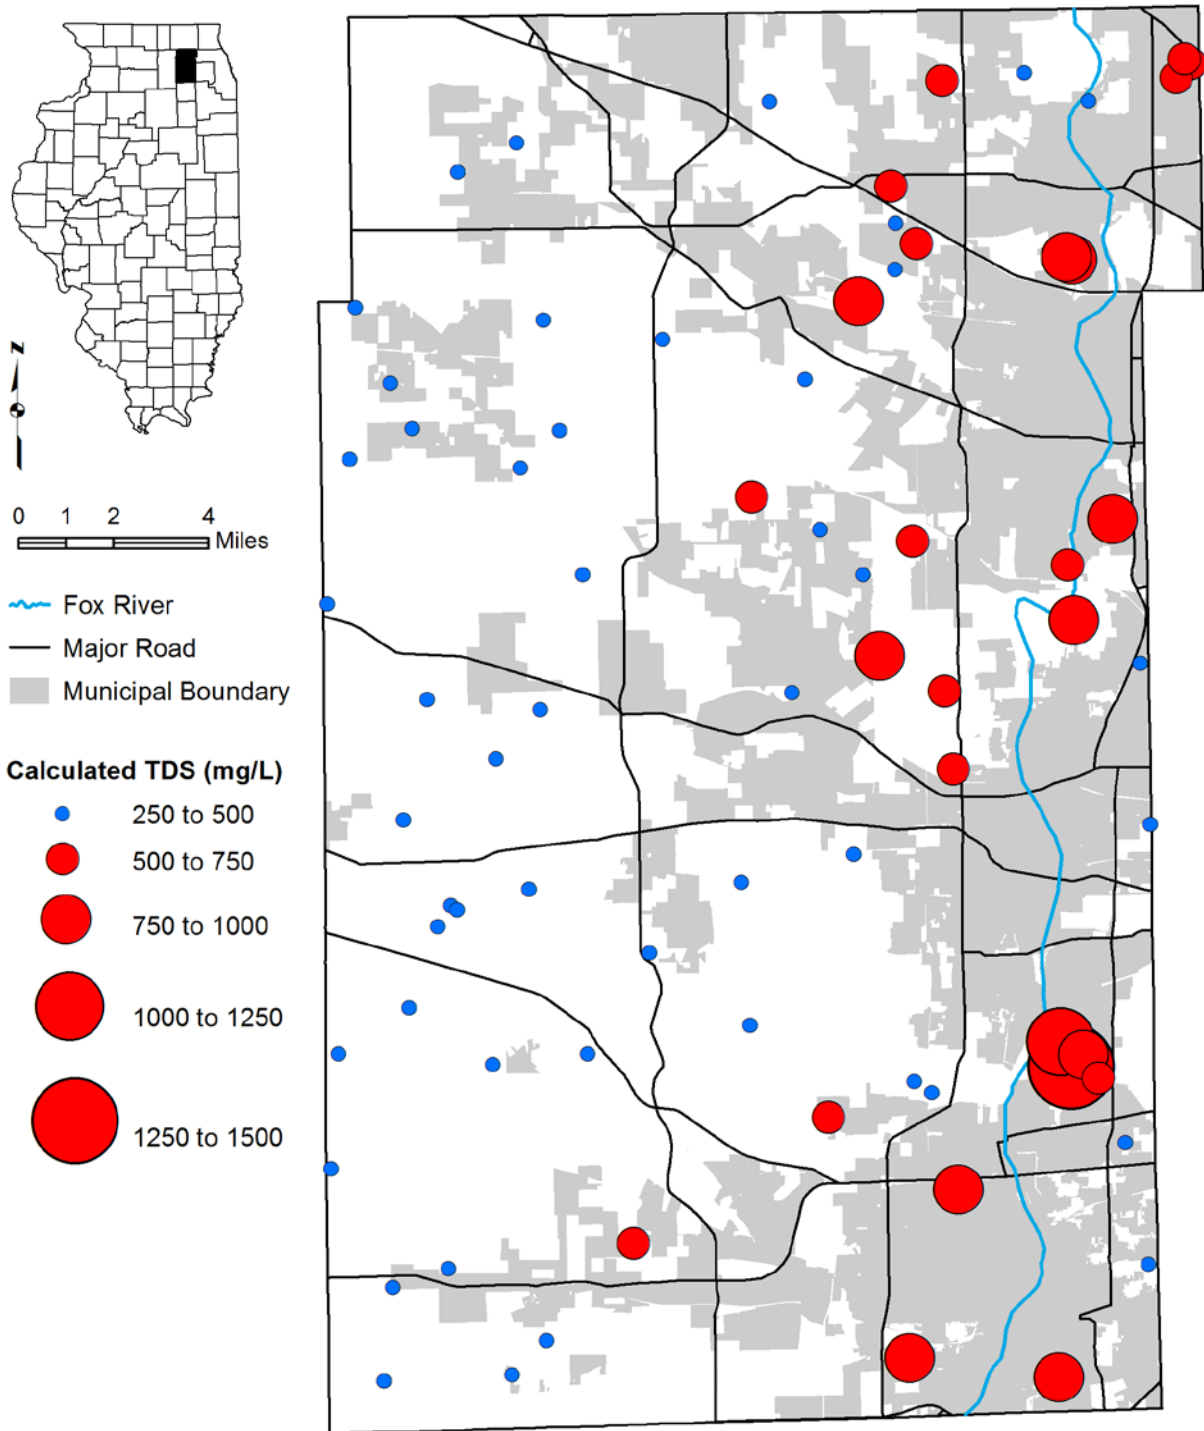 N
0 1 2 4
Miles
Fox River
Major Road
Municipal Boundary
Calculated TDS (mg/L)
250 to 500
500 to 750
750 to 1000
1000 to 1250
1250 to 1500